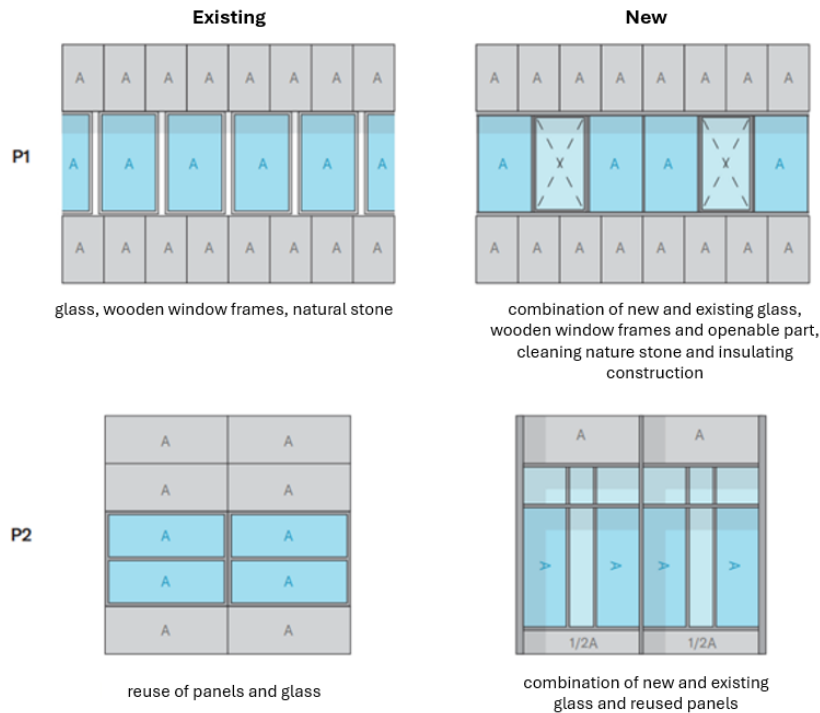 Existing New
A A A A A A A A A A A A A A A A
P1
A A A A A A A X A A X A
A A A A A A A A A A A A A A A A
glass, wooden window frames, natural stone
combination of new and existing glass,
wooden window frames and openable part,
cleaning nature stone and insulating
construction
A A A A
A A
P2
A A
A A A A A A
A A 1/2A 1/2A
reuse of panels and glass
combination of new and existing
glass and reused panels